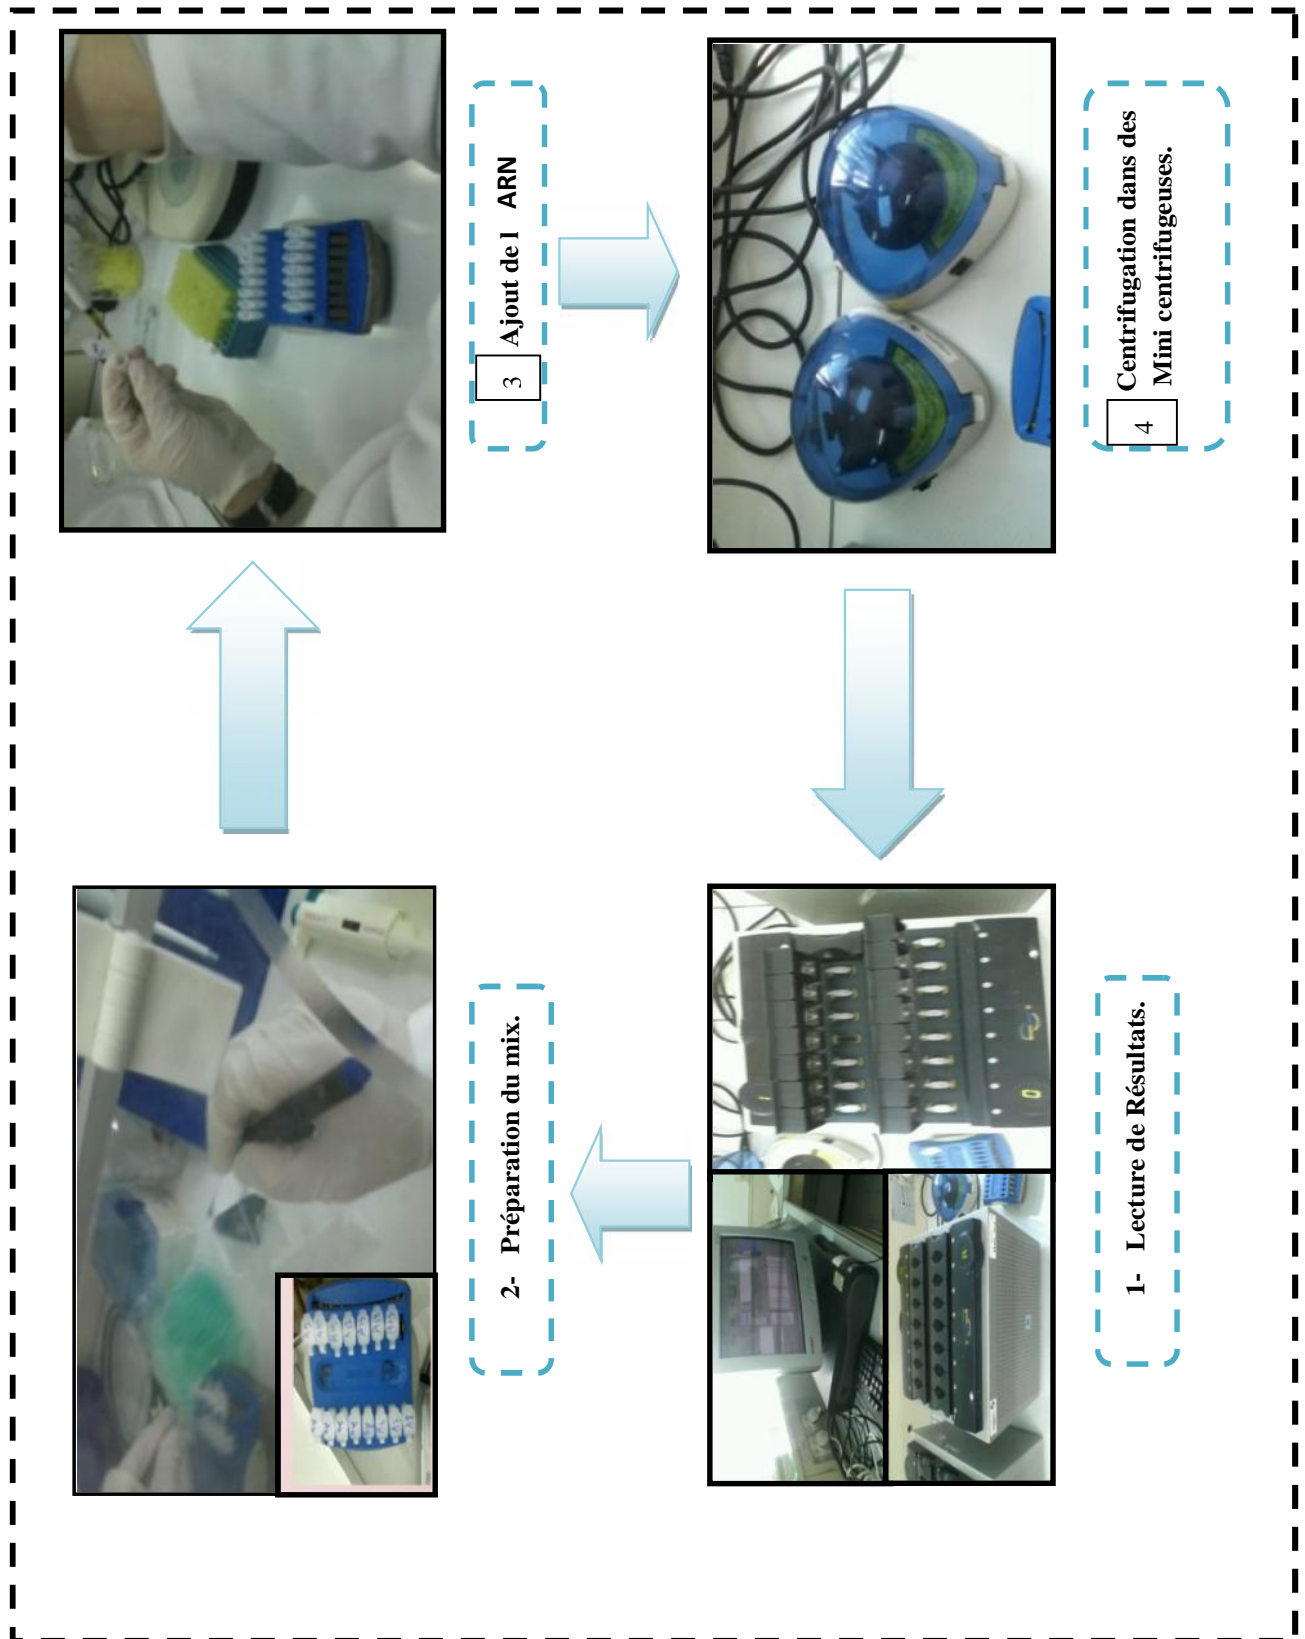 1- Lecture de Résultats.
2- Préparation du mix.
3 Ajout de l ARN
4 Centrifugation dans des
Mini centrifugeuses.